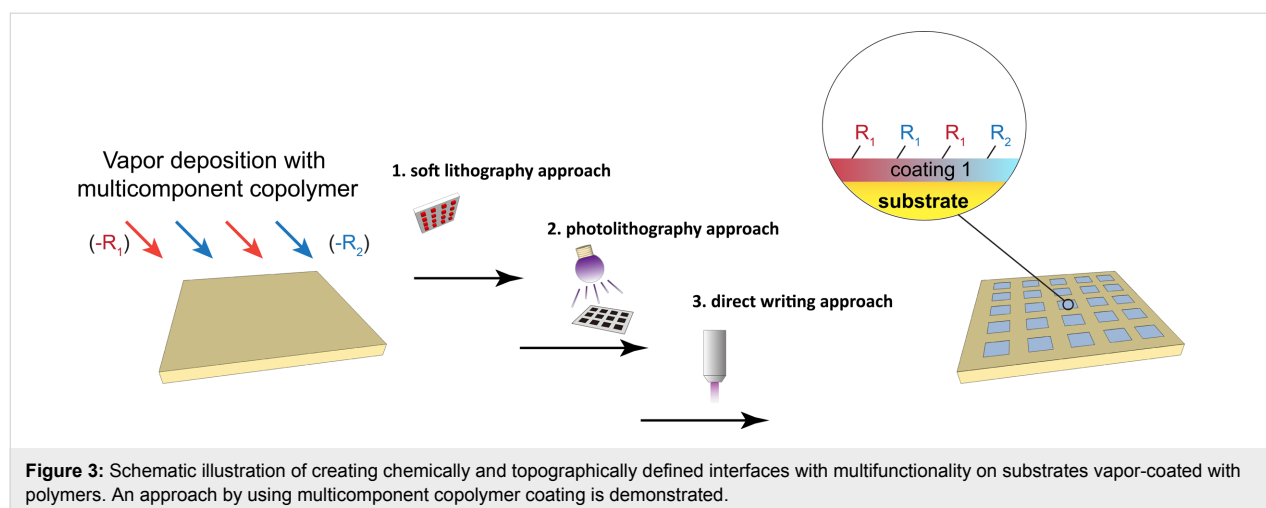 Vapor deposition with
multicomponent copolymer
(-R₁)
(-R₂)
1. soft lithography approach
2. photolithography approach
3. direct writing approach
R₁ R₁ R₁ R₂
coating 1
substrate
Figure 3: Schematic illustration of creating chemically and topographically defined interfaces with multifunctionality on substrates vapor-coated with
polymers. An approach by using multicomponent copolymer coating is demonstrated.